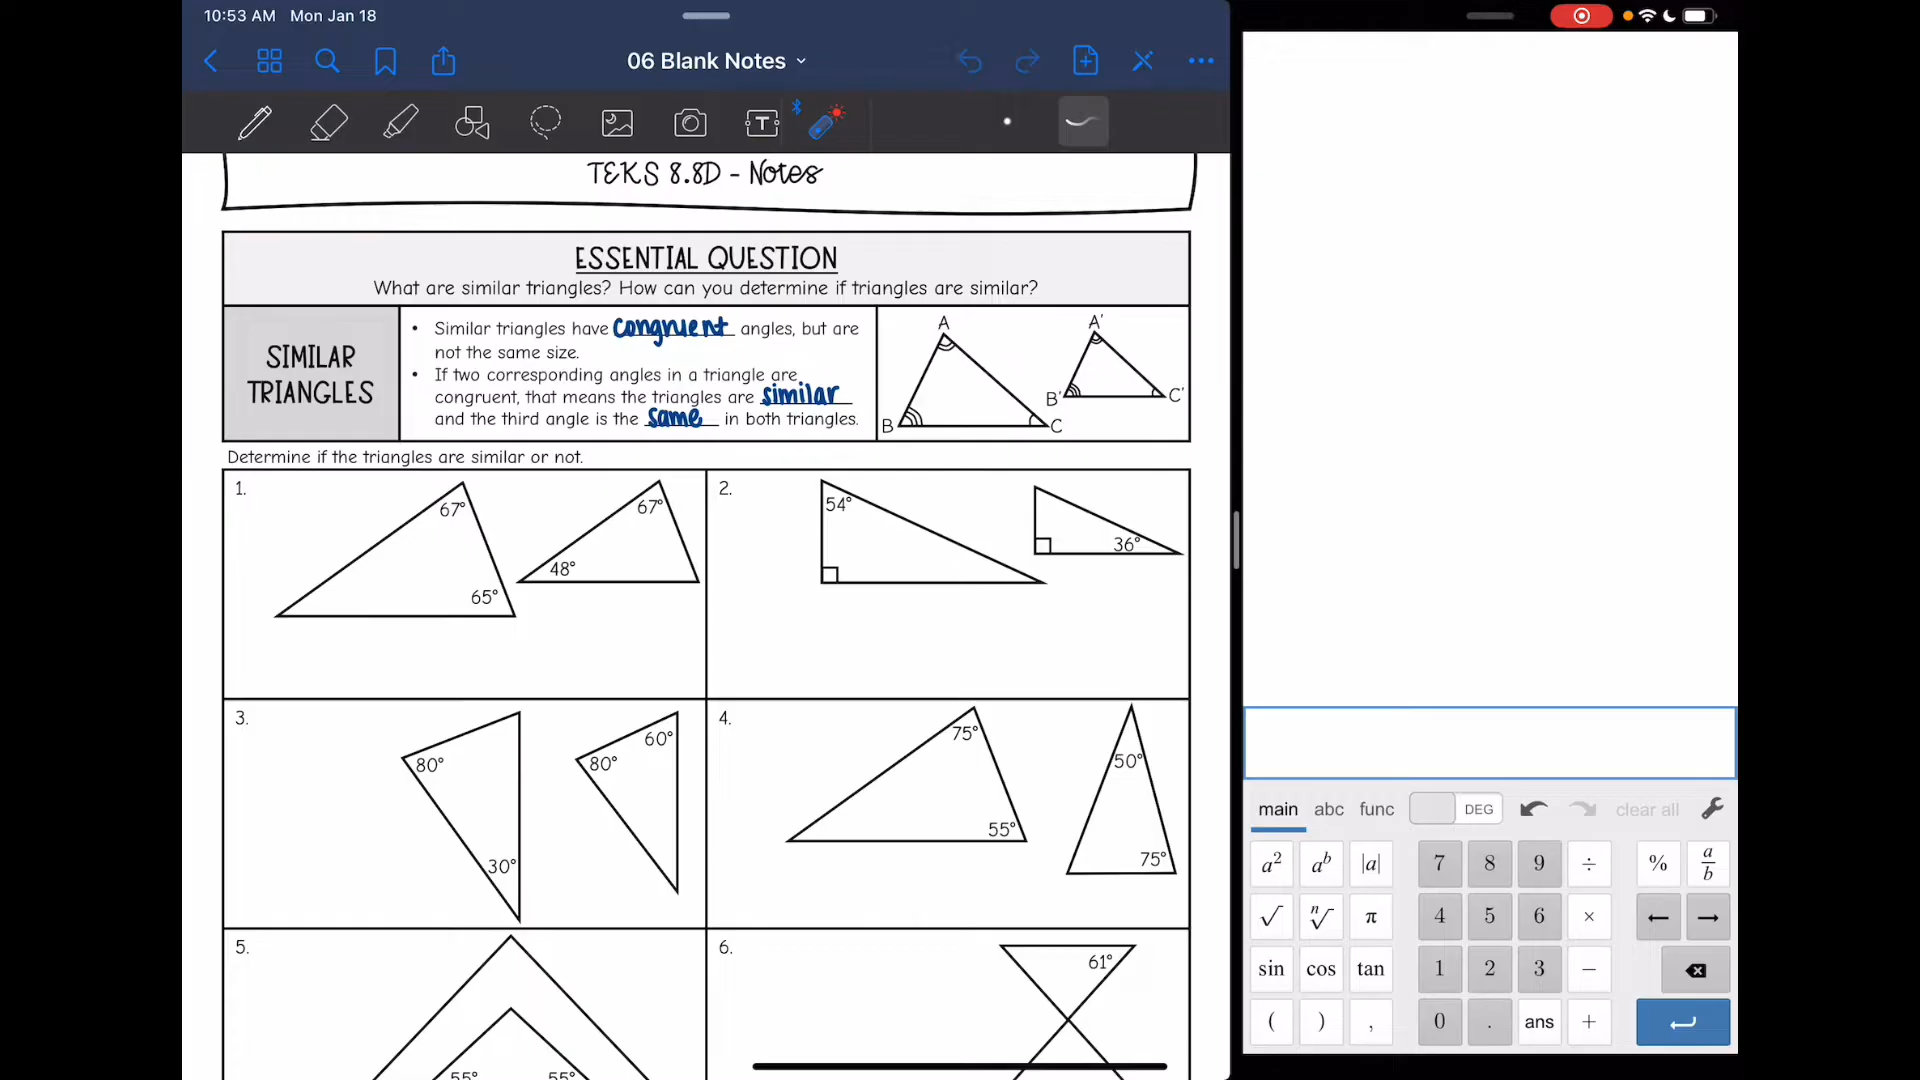 10:53 AM Mon Jan 18
06 Blank Notes
T
TEKS 8.8D - Notes
ESSENTIAL QUESTION
What are similar triangles? How can you determine if triangles are similar?
SIMILAR
TRIANGLES
• Similar triangles have congruent angles, but are
not the same size.
• If two corresponding angles in a triangle are
congruent, that means the triangles are similar
and the third angle is the same in both triangles.
A
B
C
A'
B'
C'
Determine if the triangles are similar or not.
1.
67°
65°
67°
48°
2.
54°
36°
3.
80°
30°
60°
80°
4.
75°
55°
50°
75°
5.
55°
55°
6.
61°
main abc func DEG clear all
a² aᵇ |a| 7 8 9 ÷ % a/b
√ ⁿ√ π 4 5 6 × ← →
sin cos tan 1 2 3 −
( ) , 0 . ans +